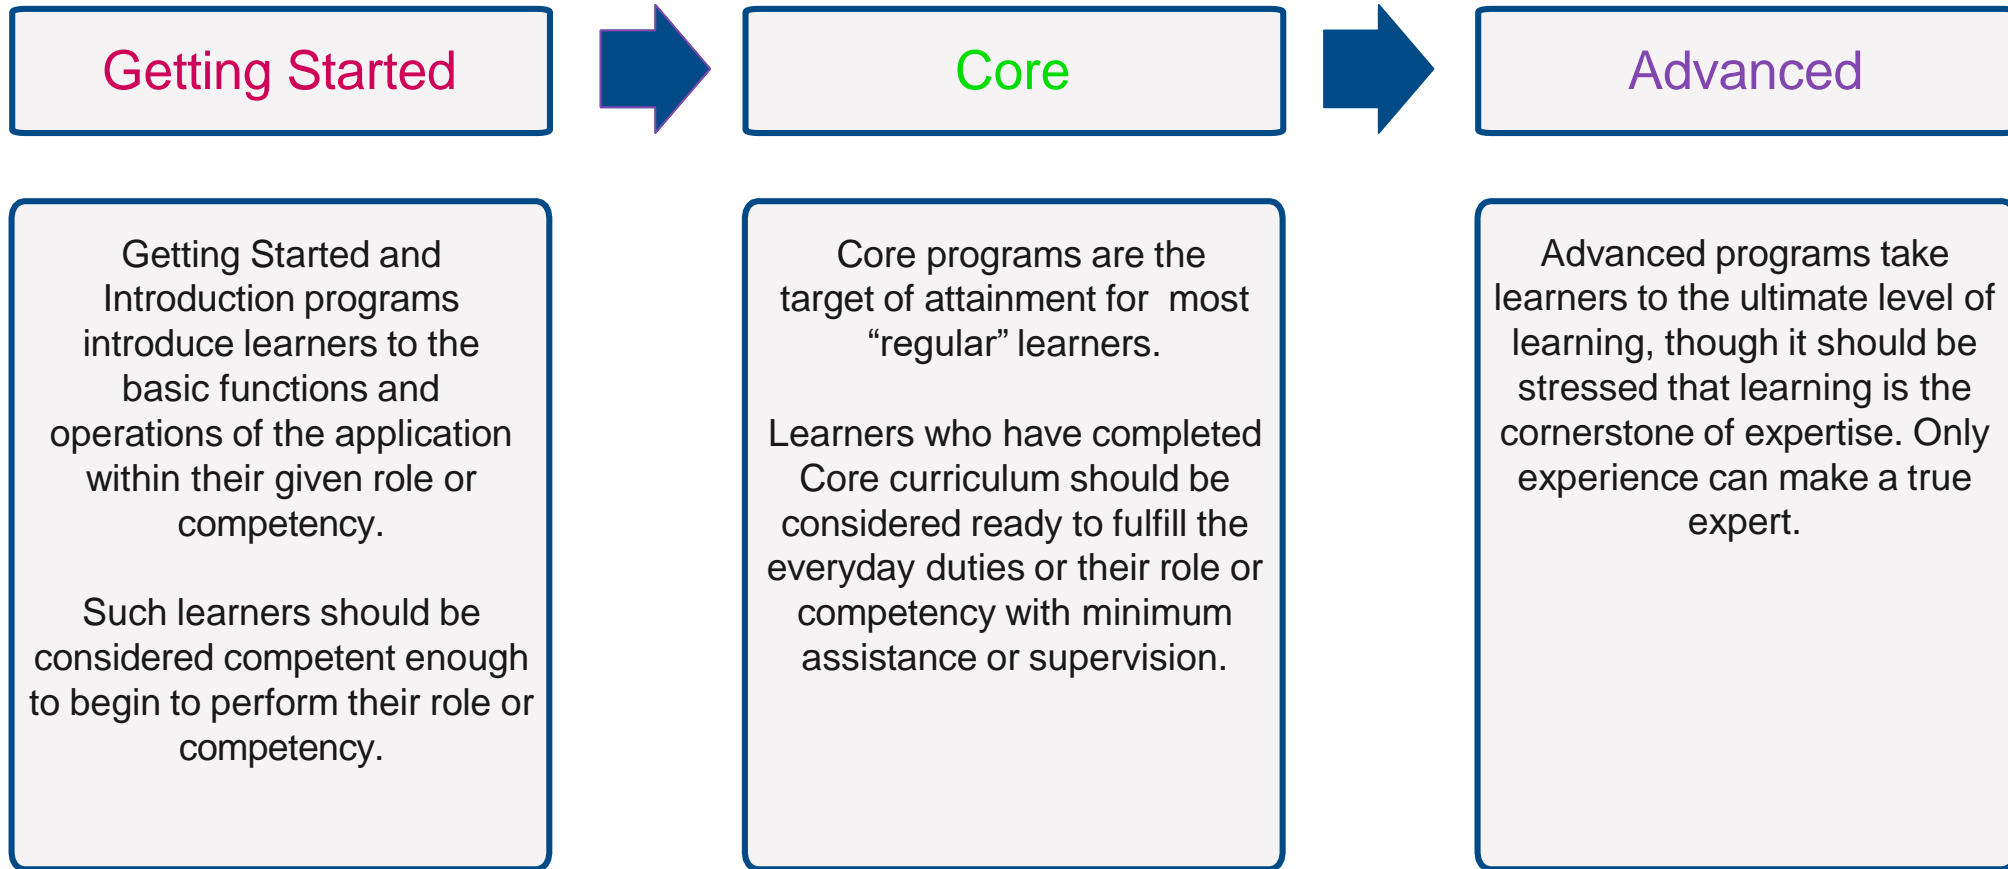 Getting Started
Core
Advanced
Getting Started and
Introduction programs
introduce learners to the
basic functions and
operations of the application
within their given role or
competency.
Such learners should be
considered competent enough
to begin to perform their role or
competency.
Core programs are the
target of attainment for  most
“regular” learners.
Learners who have completed
Core curriculum should be
considered ready to fulfill the
everyday duties or their role or
competency with minimum
assistance or supervision.
Advanced programs take
learners to the ultimate level of
learning, though it should be
stressed that learning is the
cornerstone of expertise. Only
experience can make a true
expert.